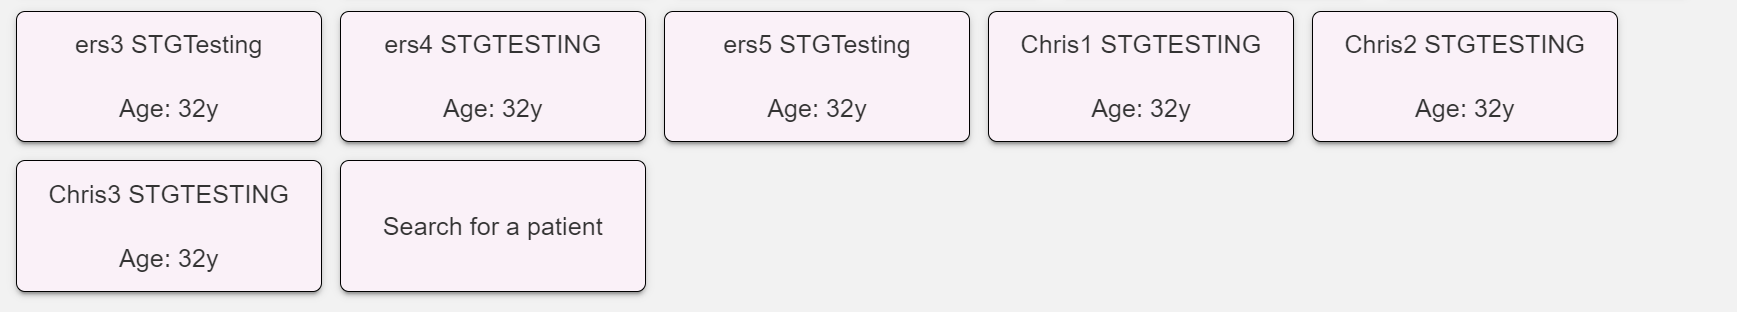 ers3 STGTesting
Age: 32y
ers4 STGTESTING
Age: 32y
ers5 STGTesting
Age: 32y
Chris1 STGTESTING
Age: 32y
Chris2 STGTESTING
Age: 32y
Chris3 STGTESTING
Age: 32y
Search for a patient